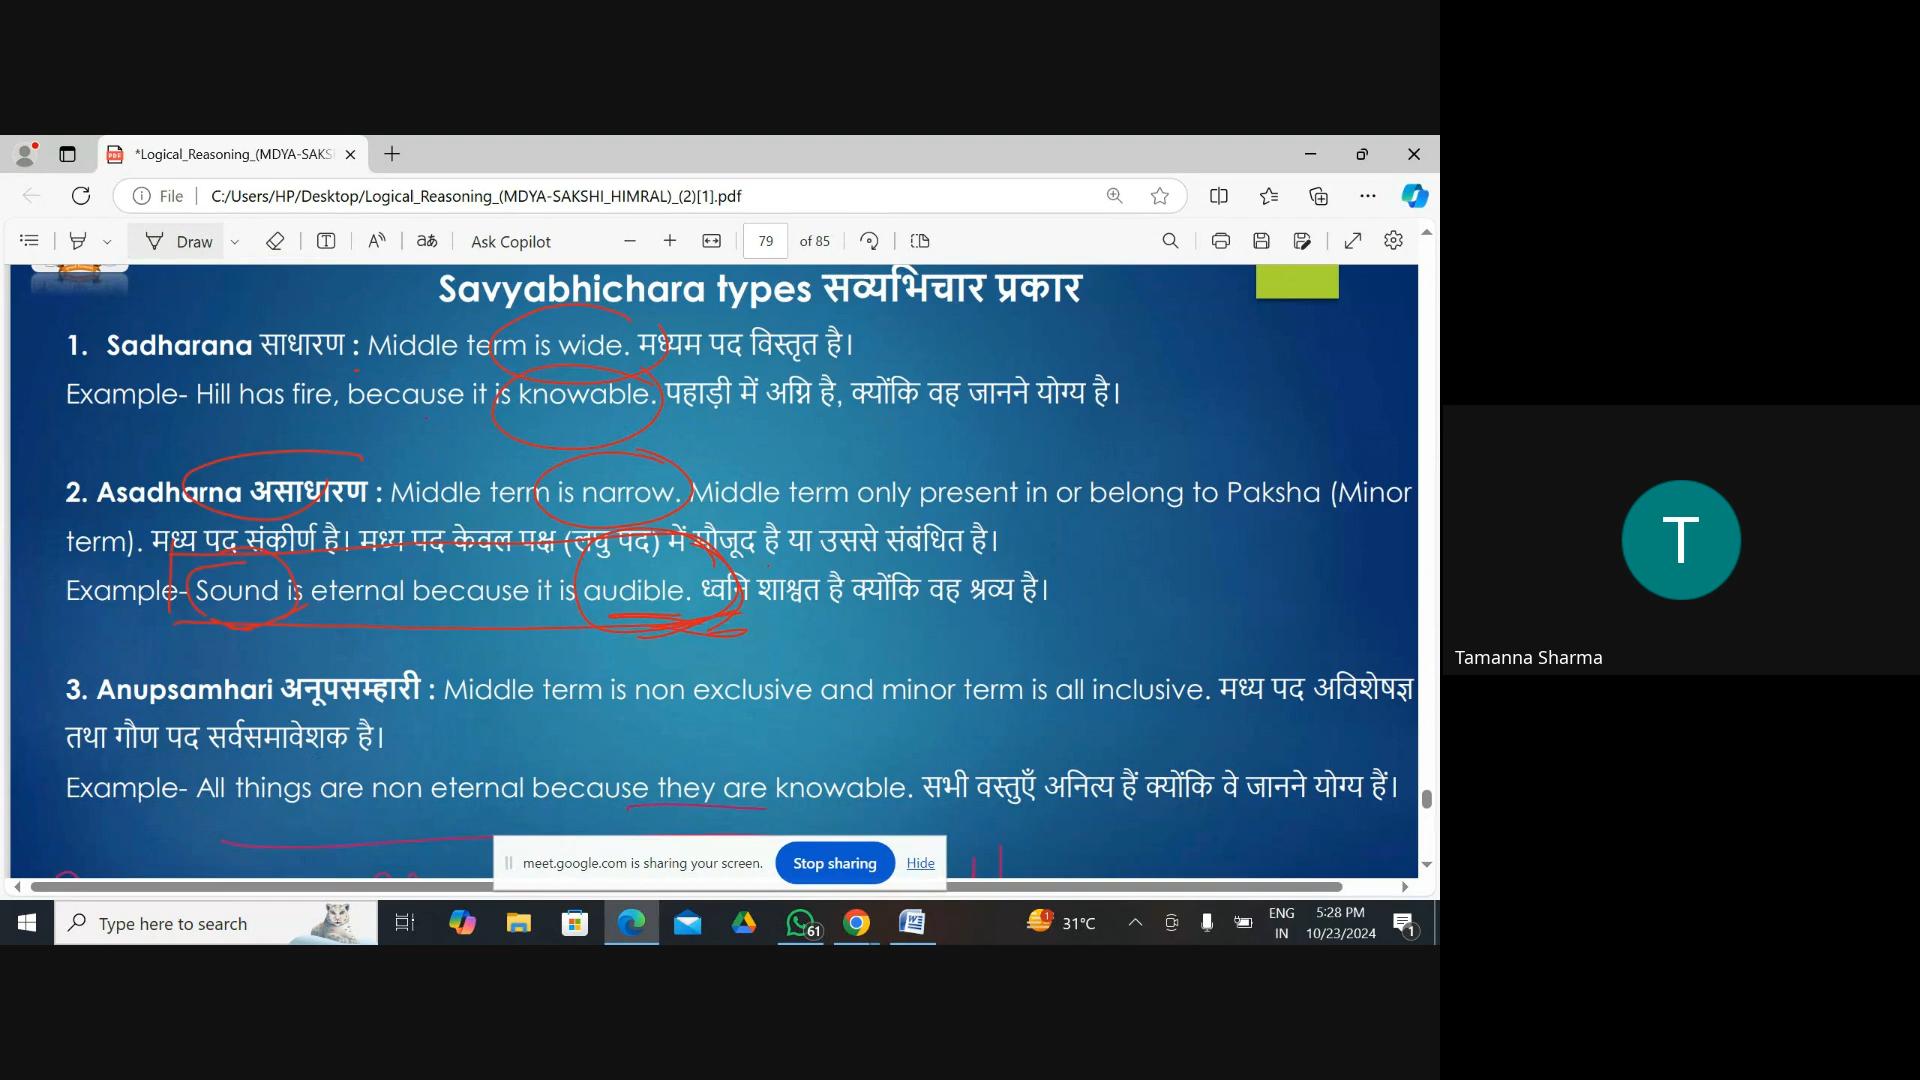 *Logical_Reasoning_(MDYA-SAKS
File C:/Users/HP/Desktop/Logical_Reasoning_(MDYA-SAKSHI_HIMRAL)_(2)[1].pdf
Draw T A aあ Ask Copilot 79 of 85
Savyabhichara types सव्यभिचार प्रकार
1. Sadharana साधारण : Middle term is wide. मध्यम पद विस्तृत है।
Example- Hill has fire, because it is knowable. पहाड़ी में अग्नि है, क्योंकि वह जानने योग्य है।
2. Asadharna असाधारण : Middle term is narrow. Middle term only present in or belong to Paksha (Minor
term). मध्य पद संकीर्ण है। मध्य पद केवल पक्ष (लघु पद) में मौजूद है या उससे संबंधित है।
Example- Sound is eternal because it is audible. ध्वनि शाश्वत है क्योंकि वह श्रव्य है।
3. Anupsamhari अनूपसम्हारी : Middle term is non exclusive and minor term is all inclusive. मध्य पद अविशेषज्ञ
तथा गौण पद सर्वसमावेशक है।
Example- All things are non eternal because they are knowable. सभी वस्तुएँ अनित्य हैं क्योंकि वे जानने योग्य हैं।
meet.google.com is sharing your screen. Stop sharing Hide
Type here to search 61 1 31°C ENG
IN 5:28 PM
10/23/2024 1
T
Tamanna Sharma